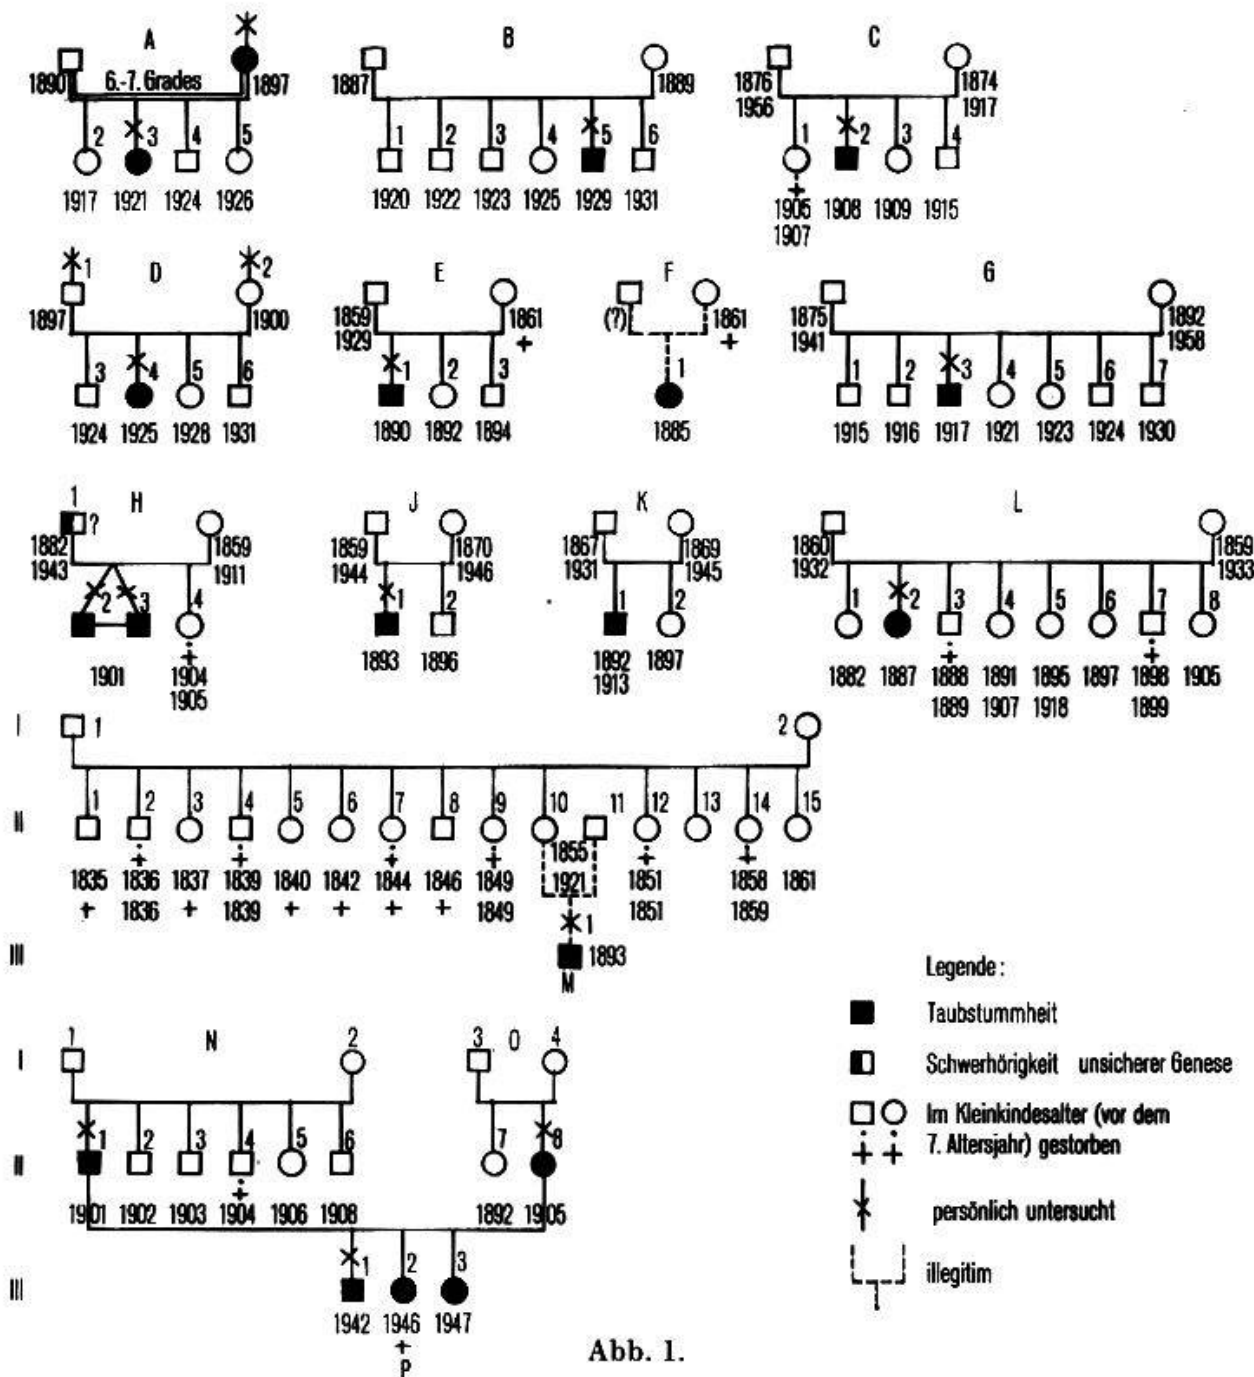 A
B
C
1890 6.-7. Grades 1897
1887 1889
1876 1874
1956 1917
2 3 4 5
1 2 3 4 5 6
1 2 3 4
1917 1921 1924 1926
1920 1922 1923 1925 1929 1931
1905 1908 1909 1915
1907
D
E
F
G
1 2
1897 1900
1859 1861
1929 +
(?) 1861
+
1875 1892
1941 1958
3 4 5 6
1 2 3
1
1 2 3 4 5 6 7
1924 1925 1928 1931
1890 1892 1894
1885
1915 1916 1917 1921 1923 1924 1930
H
J
K
L
1 ?
1882 1859
1943 1911
1859 1870
1944 1946
1867 1869
1931 1945
1860 1859
1932 1933
2 3 4
1 2
1 2
1 2 3 4 5 6 7 8
1901 1904
1905
1893 1896
1892 1897
1913
1882 1887 1888 1891 1895 1897 1898 1905
1889 1907 1918 1899
I 1 2
II 1 2 3 4 5 6 7 8 9 10 11 12 13 14 15
1855
1835 1836 1837 1839 1840 1842 1844 1846 1849 1921 1851 1858 1861
+ 1836 + 1839 + + + + 1849 1851 1859
III 1 1893
M
N
O
I 1 2 3 4
II 1 2 3 4 5 6 7 8
1901 1902 1903 1904 1906 1908 1892 1905
III 1 2 3
1942 1946 1947
+
P
Legende:
Taubstummheit
Schwerhörigkeit unsicherer Genese
Im Kleinkindesalter (vor dem
7. Altersjahr) gestorben
persönlich untersucht
illegitim
Abb. 1.